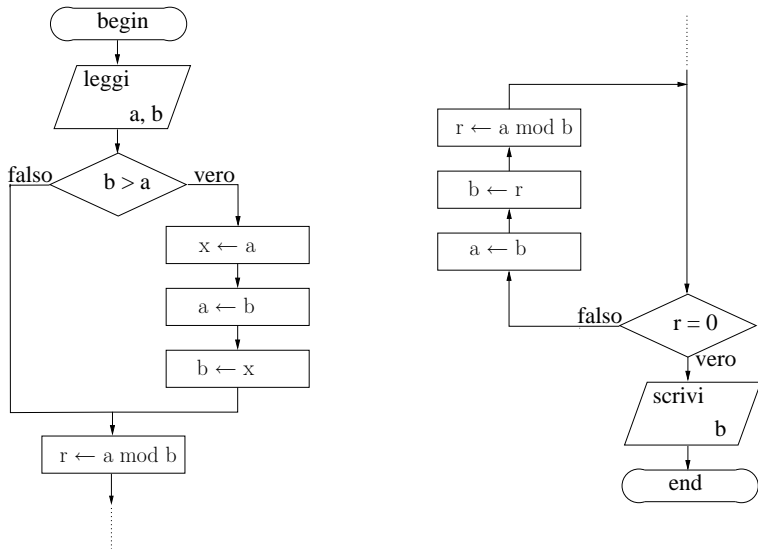 begin
leggi
a, b
falso
b > a
vero
x ← a
a ← b
b ← x
r ← a mod b
r ← a mod b
b ← r
a ← b
falso
r = 0
vero
scrivi
b
end